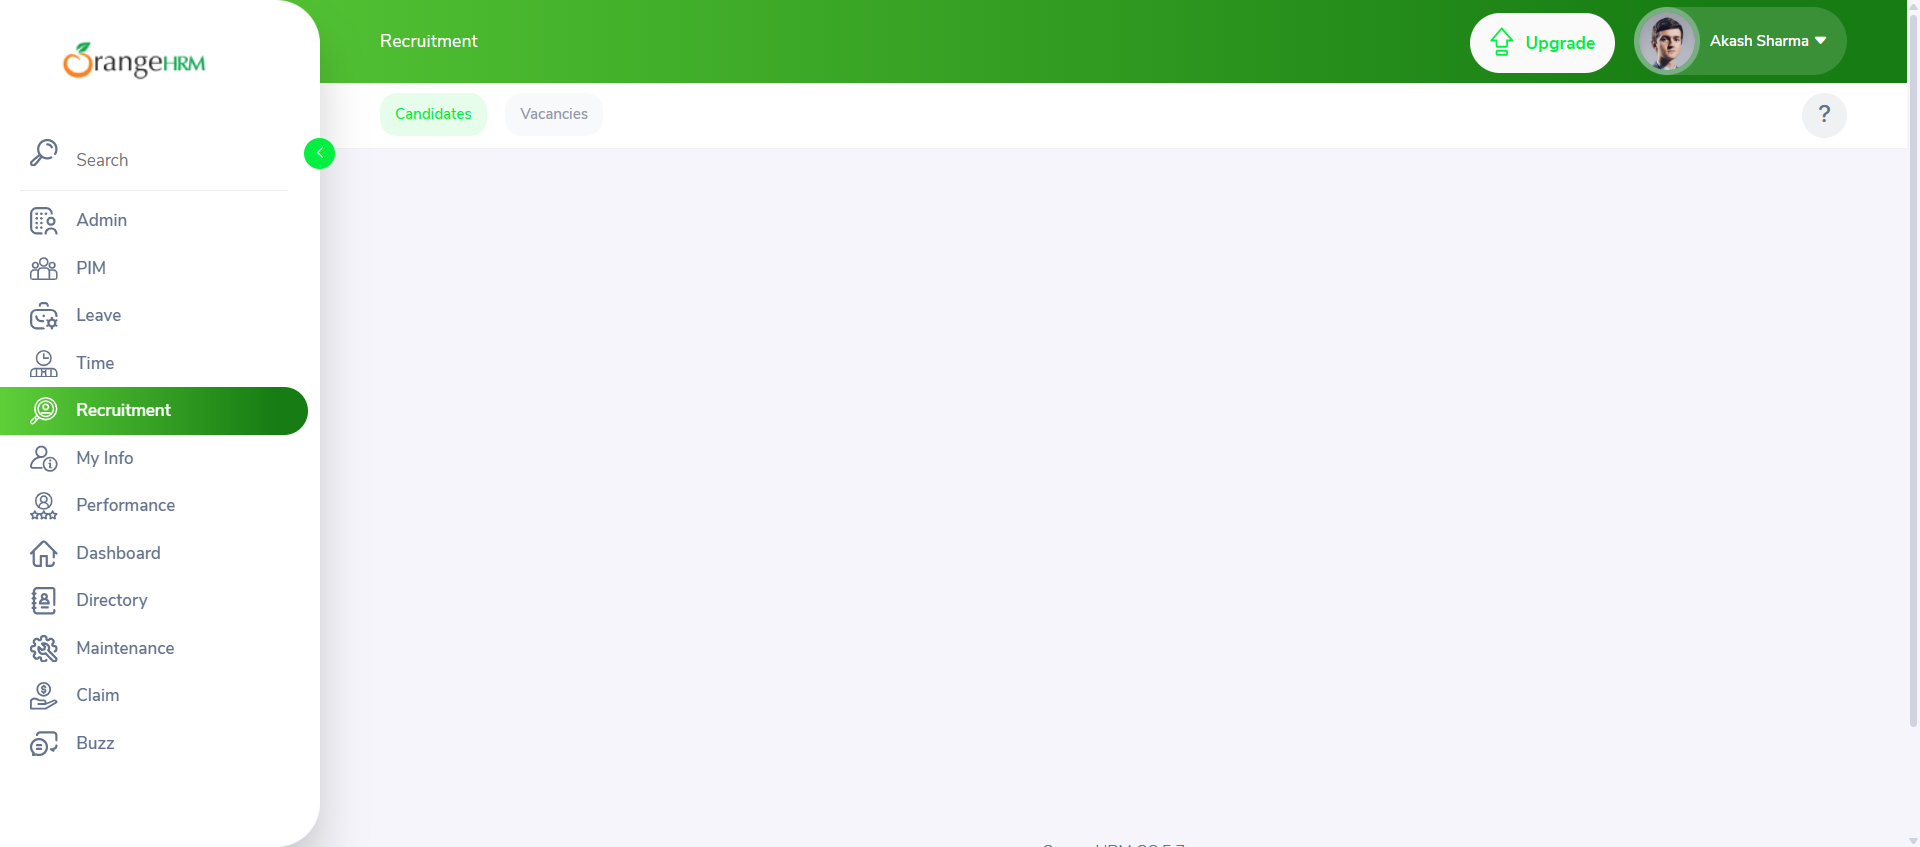 OrangeHRM
Search
Admin
PIM
Leave
Time
Recruitment
My Info
Performance
Dashboard
Directory
Maintenance
Claim
Buzz
Recruitment
Upgrade
Akash Sharma
Candidates
Vacancies
?